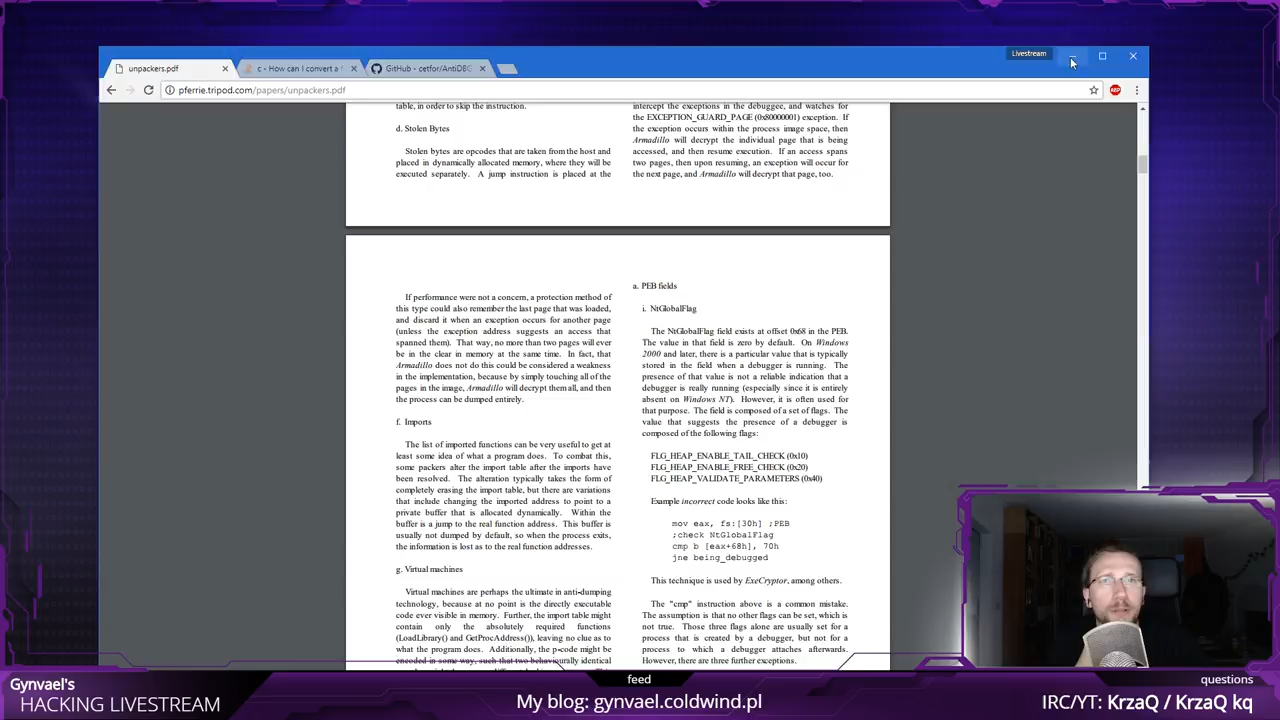 Livestream
unpackers.pdf
c - How can I convert a f
GitHub - cetfor/AntiDBG
pferrie.tripod.com/papers/unpackers.pdf
ABP
table, in order to skip the instruction.
d. Stolen Bytes
Stolen bytes are opcodes that are taken from the host and
placed in dynamically allocated memory, where they will be
executed separately. A jump instruction is placed at the
intercept the exceptions in the debuggee, and watches for
the EXCEPTION_GUARD_PAGE (0x80000001) exception. If
the exception occurs within the process image space, then
Armadillo will decrypt the individual page that is being
accessed, and then resume execution. If an access spans
two pages, then upon resuming, an exception will occur for
the next page, and Armadillo will decrypt that page, too.
If performance were not a concern, a protection method of
this type could also remember the last page that was loaded,
and discard it when an exception occurs for another page
(unless the exception address suggests an access that
spanned them). That way, no more than two pages will ever
be in the clear in memory at the same time. In fact, that
Armadillo does not do this could be considered a weakness
in the implementation, because by simply touching all of the
pages in the image, Armadillo will decrypt them all, and then
the process can be dumped entirely.
f. Imports
The list of imported functions can be very useful to get at
least some idea of what a program does. To combat this,
some packers alter the import table after the imports have
been resolved. The alteration typically takes the form of
completely erasing the import table, but there are variations
that include changing the imported address to point to a
private buffer that is allocated dynamically. Within the
buffer is a jump to the real function address. This buffer is
usually not dumped by default, so when the process exits,
the information is lost as to the real function addresses.
g. Virtual machines
Virtual machines are perhaps the ultimate in anti-dumping
technology, because at no point is the directly executable
code ever visible in memory. Further, the import table might
contain only the absolutely required functions
(LoadLibrary() and GetProcAddress()), leaving no clue as to
what the program does. Additionally, the p-code might be
encoded in some way, such that two behaviourally identical
a. PEB fields
i. NtGlobalFlag
The NtGlobalFlag field exists at offset 0x68 in the PEB.
The value in that field is zero by default. On Windows
2000 and later, there is a particular value that is typically
stored in the field when a debugger is running. The
presence of that value is not a reliable indication that a
debugger is really running (especially since it is entirely
absent on Windows NT). However, it is often used for
that purpose. The field is composed of a set of flags. The
value that suggests the presence of a debugger is
composed of the following flags:
FLG_HEAP_ENABLE_TAIL_CHECK (0x10)
FLG_HEAP_ENABLE_FREE_CHECK (0x20)
FLG_HEAP_VALIDATE_PARAMETERS (0x40)
Example incorrect code looks like this:
mov eax, fs:[30h] ;PEB
;check NtGlobalFlag
cmp b [eax+68h], 70h
jne being_debugged
This technique is used by ExeCryptor, among others.
The "cmp" instruction above is a common mistake.
The assumption is that no other flags can be set, which is
not true. Those three flags alone are usually set for a
process that is created by a debugger, but not for a
process to which a debugger attaches afterwards.
However, there are three further exceptions.
Gynvael's
HACKING LIVESTREAM
feed
My blog: gynvael.coldwind.pl
questions
IRC/YT: KrzaQ / KrzaQ kq